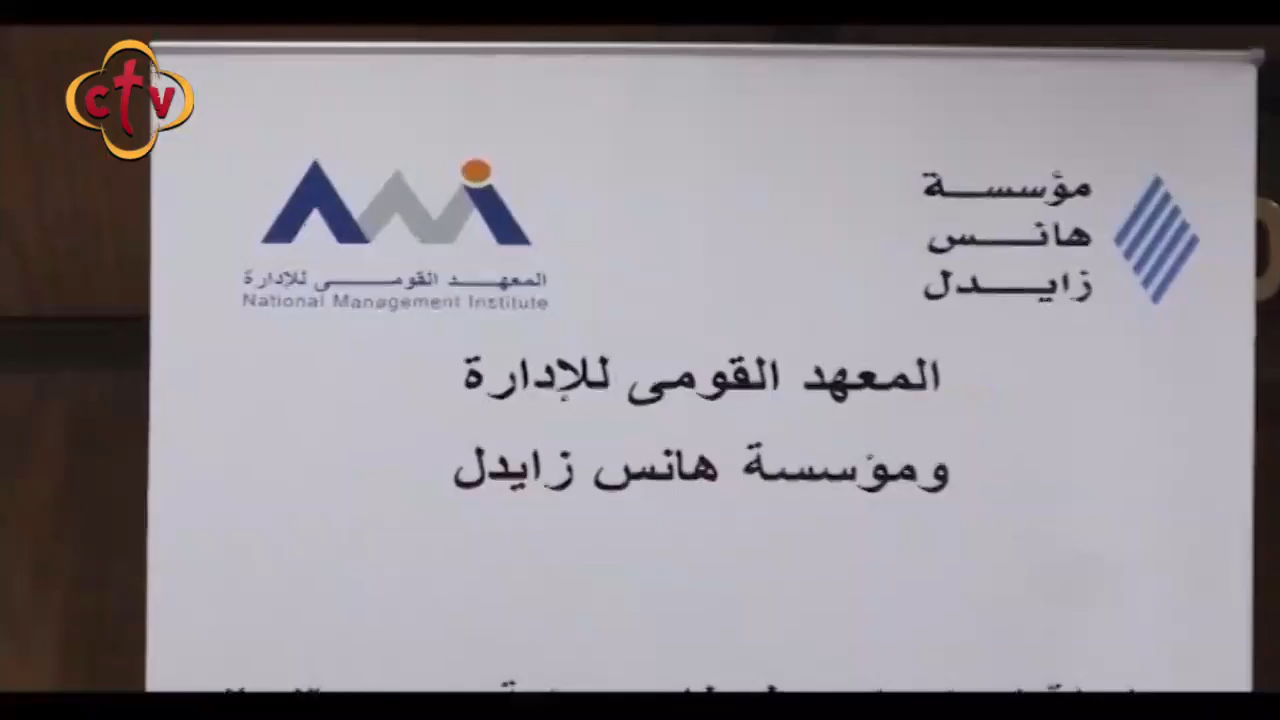 ctv
المعهد القومى للإدارة
National Management Institute
مؤسسة
هانس
زايدل
المعهد القومى للإدارة
ومؤسسة هانس زايدل